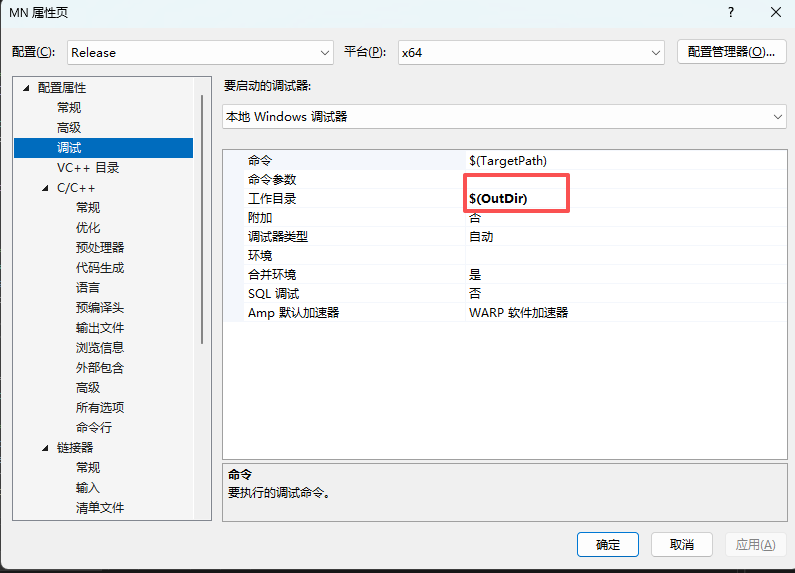 MN 属性页
配置(C): Release 平台(P): x64 配置管理器(O)...
配置属性
常规
高级
调试
VC++ 目录
C/C++
常规
优化
预处理器
代码生成
语言
预编译头
输出文件
浏览信息
外部包含
高级
所有选项
命令行
链接器
常规
输入
清单文件
要启动的调试器:
本地 Windows 调试器
命令 $(TargetPath)
命令参数
工作目录 $(OutDir)
附加 否
调试器类型 自动
环境
合并环境 是
SQL 调试 否
Amp 默认加速器 WARP 软件加速器
命令
要执行的调试命令。
确定 取消 应用(A)